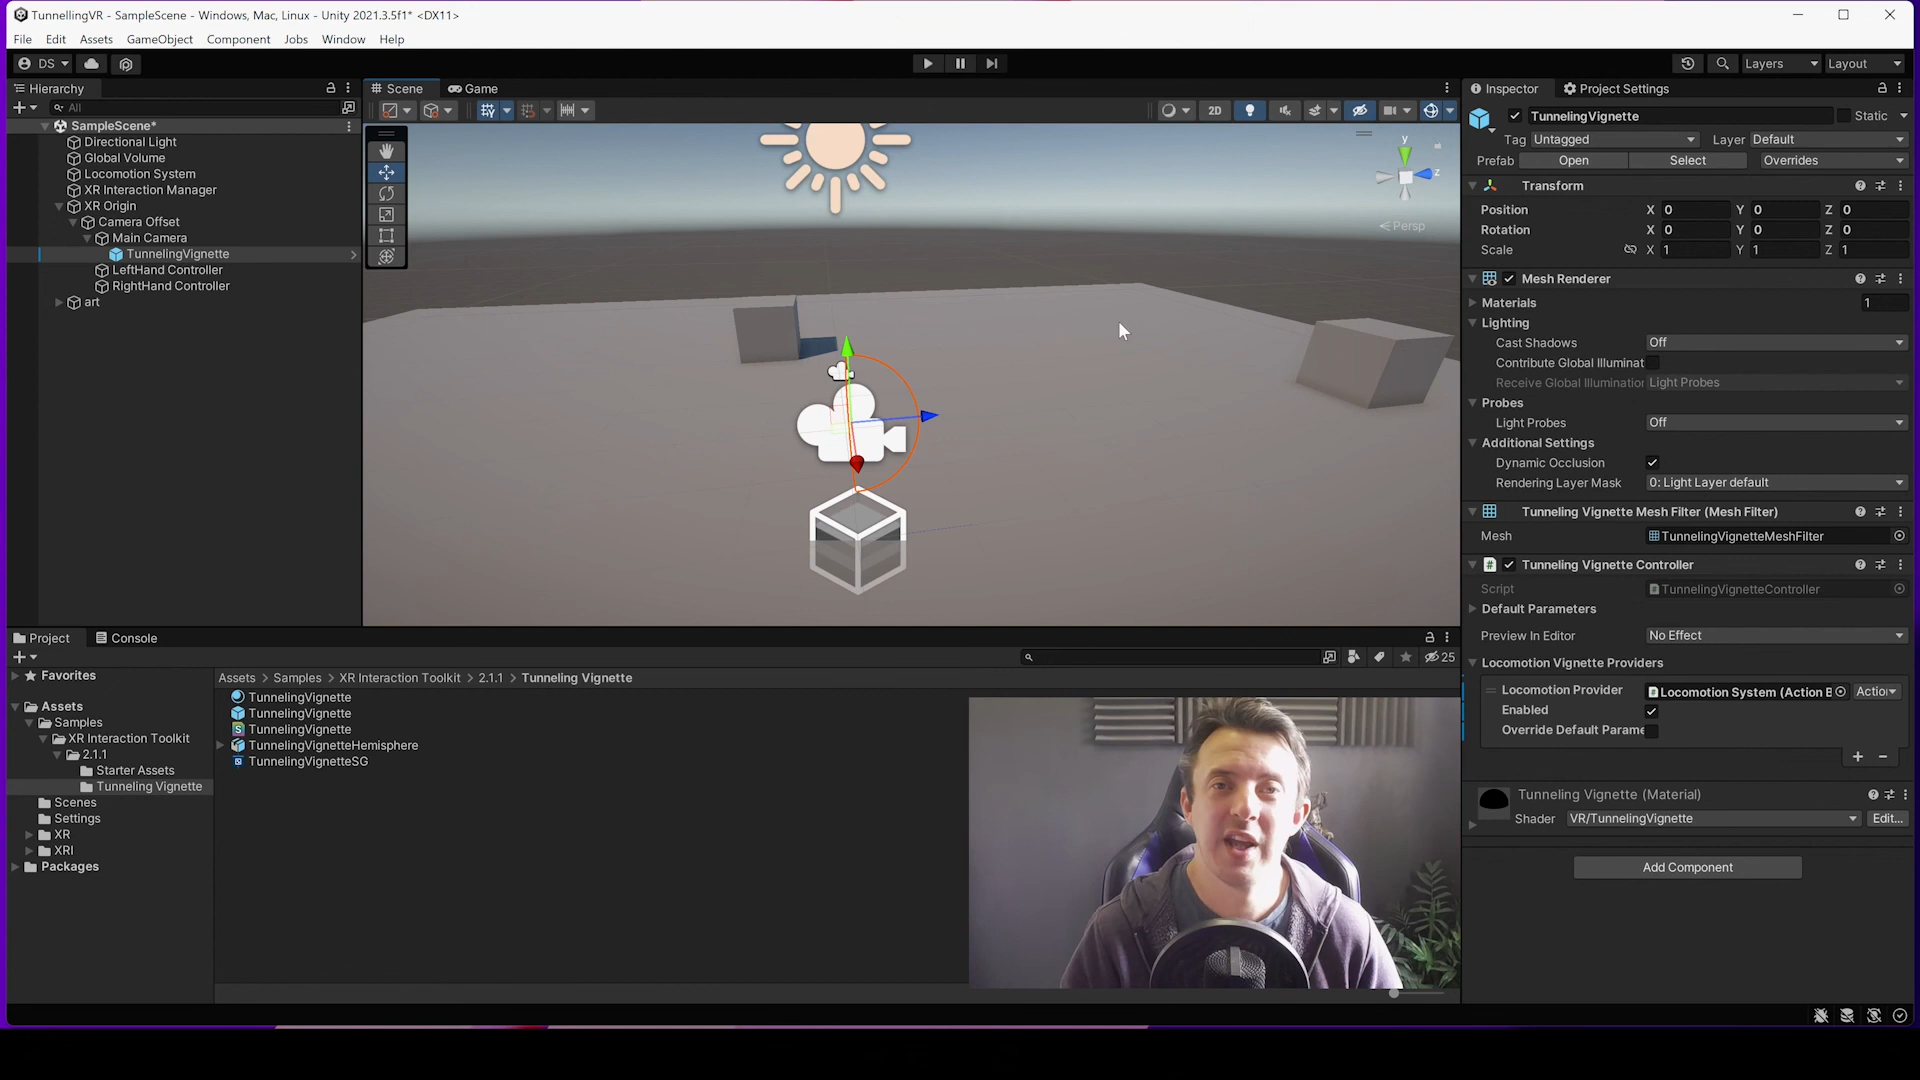 TunnellingVR - SampleScene - Windows, Mac, Linux - Unity 2021.3.5f1* <DX11>
File Edit Assets GameObject Component Jobs Window Help
DS Layers Layout
Hierarchy
All
SampleScene*
Directional Light
Global Volume
Locomotion System
XR Interaction Manager
XR Origin
Camera Offset
Main Camera
TunnelingVignette
LeftHand Controller
RightHand Controller
art
Scene Game
2D
y
z
Persp
Project Console
25
Favorites
Assets
Samples
XR Interaction Toolkit
2.1.1
Starter Assets
Tunneling Vignette
Scenes
Settings
XR
XRI
Packages
Assets > Samples > XR Interaction Toolkit > 2.1.1 > Tunneling Vignette
TunnelingVignette
TunnelingVignette
TunnelingVignette
TunnelingVignetteHemisphere
TunnelingVignetteSG
Inspector Project Settings
TunnelingVignette Static
Tag Untagged Layer Default
Prefab Open Select Overrides
Transform
Position X 0 Y 0 Z 0
Rotation X 0 Y 0 Z 0
Scale X 1 Y 1 Z 1
Mesh Renderer
Materials 1
Lighting
Cast Shadows Off
Contribute Global Illuminat
Receive Global Illumination Light Probes
Probes
Light Probes Off
Additional Settings
Dynamic Occlusion
Rendering Layer Mask 0: Light Layer default
Tunneling Vignette Mesh Filter (Mesh Filter)
Mesh TunnelingVignetteMeshFilter
Tunneling Vignette Controller
Script TunnelingVignetteController
Default Parameters
Preview In Editor No Effect
Locomotion Vignette Providers
Locomotion Provider Locomotion System (Action B Action
Enabled
Override Default Parame
+ -
Tunneling Vignette (Material)
Shader VR/TunnelingVignette Edit...
Add Component